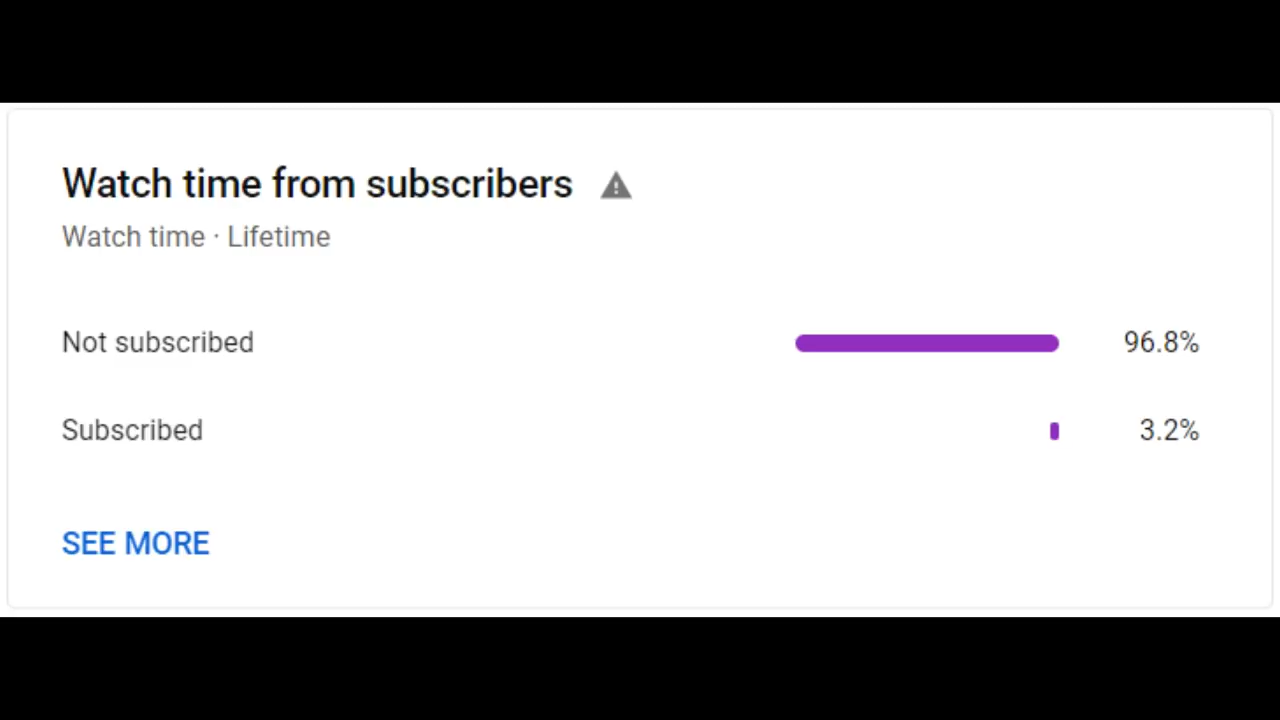 Watch time from subscribers
Watch time · Lifetime
Not subscribed 96.8%
Subscribed 3.2%
SEE MORE